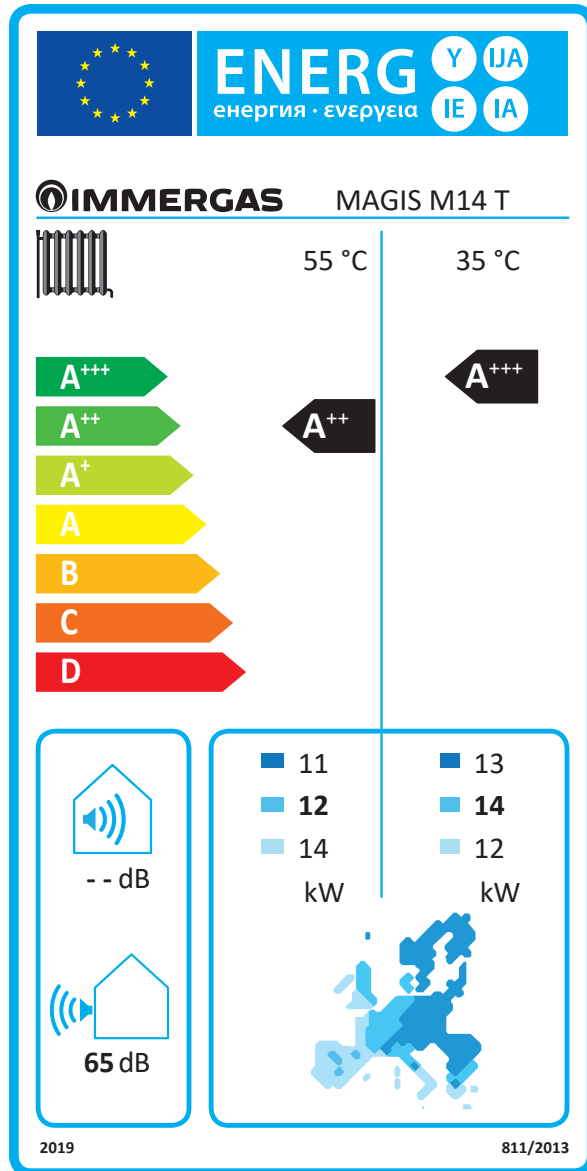 ENERG Y IJA
енергия · ενεργεια IE IA
IMMERGAS MAGIS M14 T
55 °C 35 °C
A+++ A+++
A++ A++
A+
A
B
C
D
11 13
12 14
14 12
kW kW
- - dB
65 dB
2019 811/2013